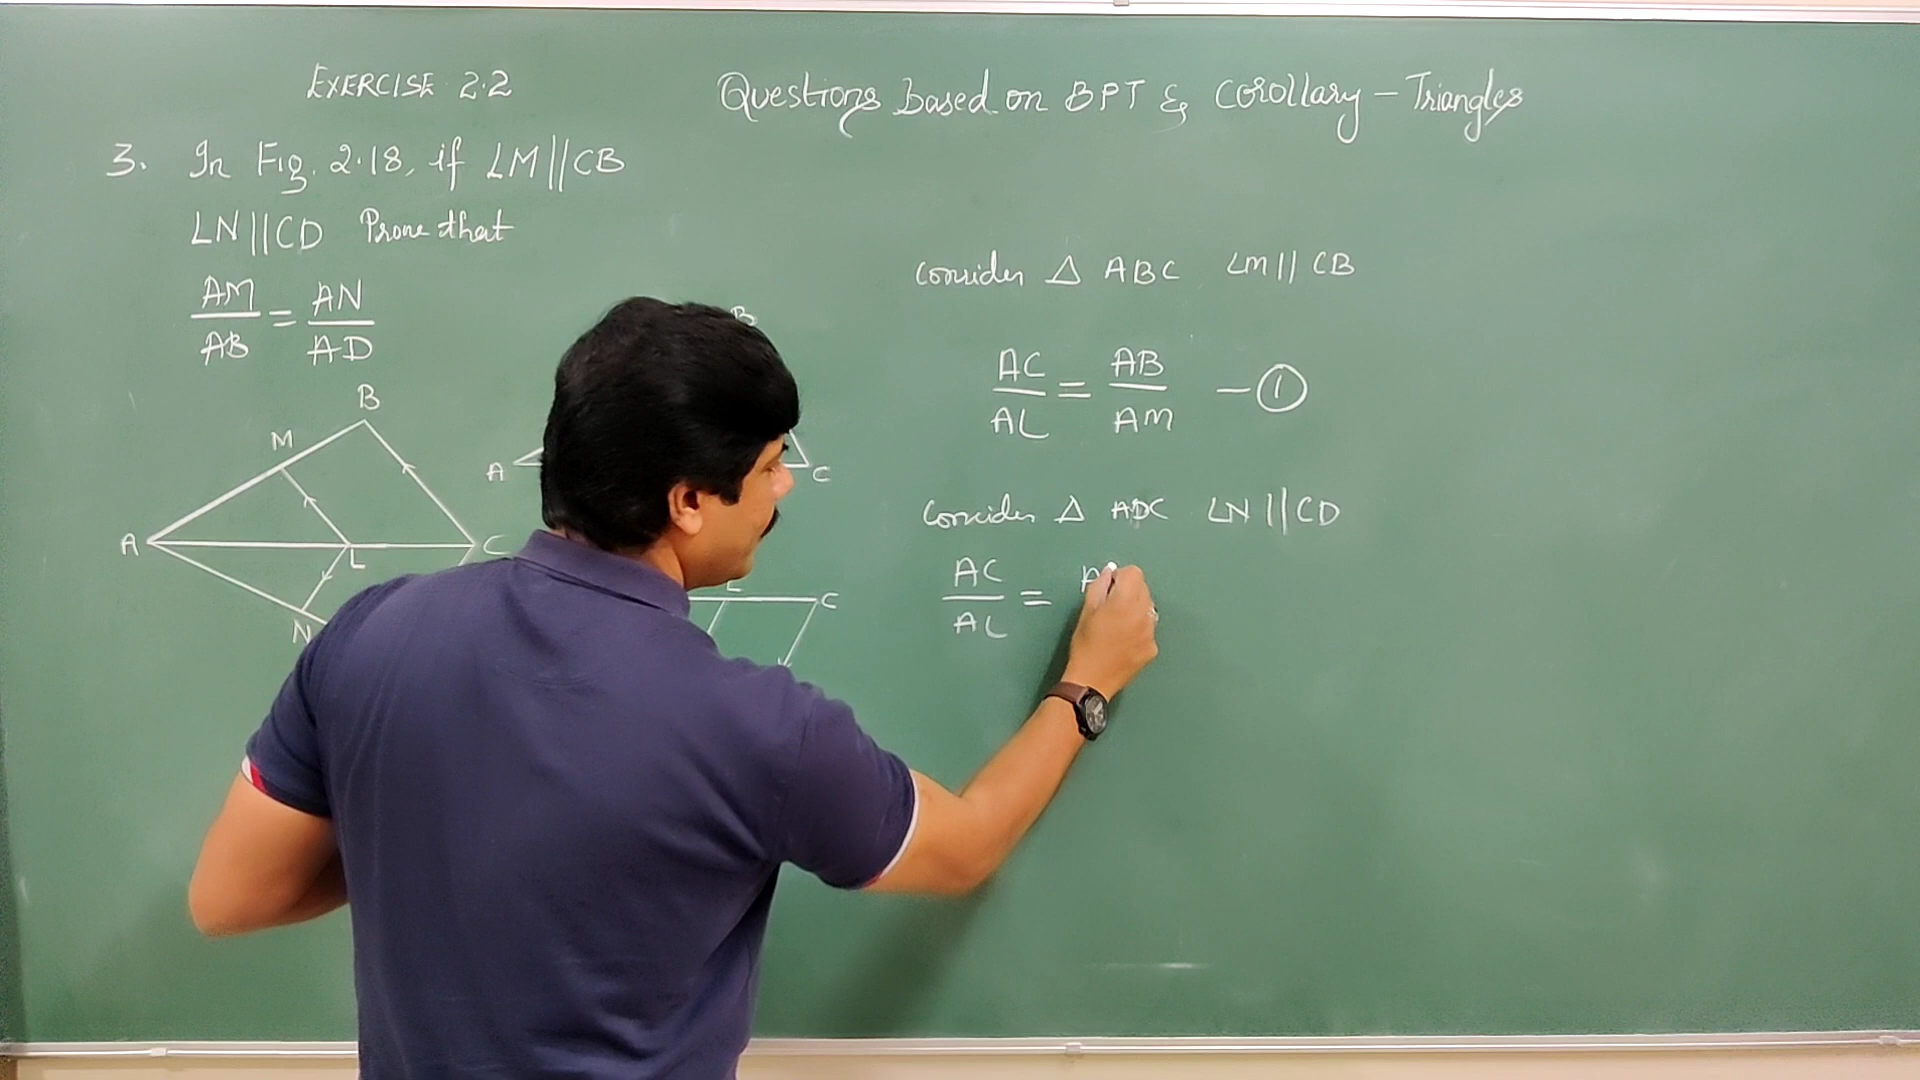 EXERCISE 2.2
Questions based on BPT & Corollary - Triangles
3. In Fig. 2.18, if LM||CB
LN||CD Prove that
AM/AB = AN/AD
B
M
A
L
C
N
B
A
C
L
C
Consider △ ABC LM || CB
AC/AL = AB/AM - ①
Consider △ ADC LN || CD
AC/AL = A